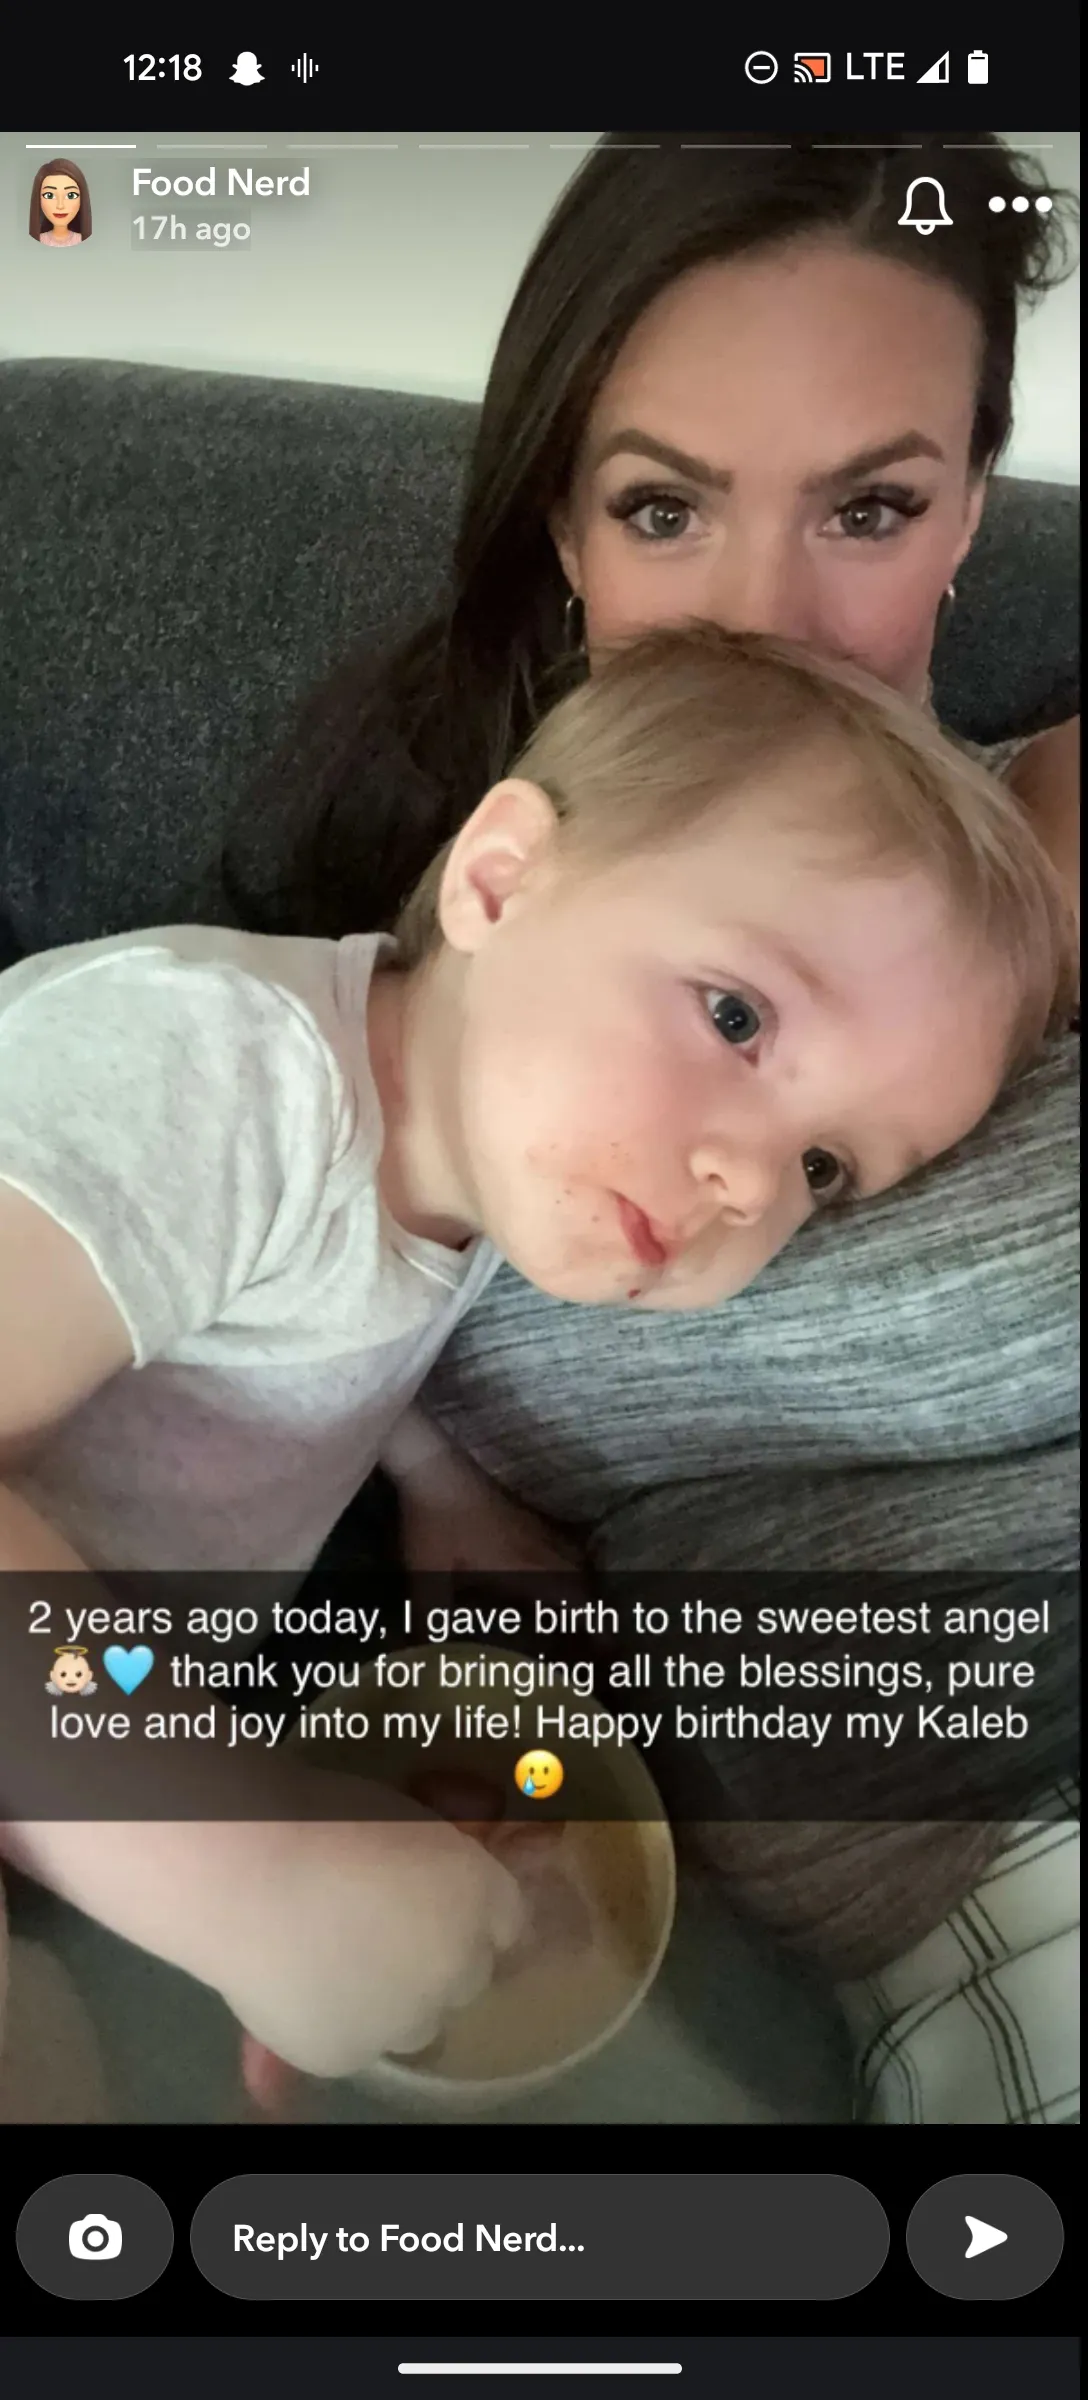 12:18 LTE
Food Nerd
17h ago
2 years ago today, I gave birth to the sweetest angel
👼🏻🩵 thank you for bringing all the blessings, pure
love and joy into my life! Happy birthday my Kaleb
🥲
Reply to Food Nerd...